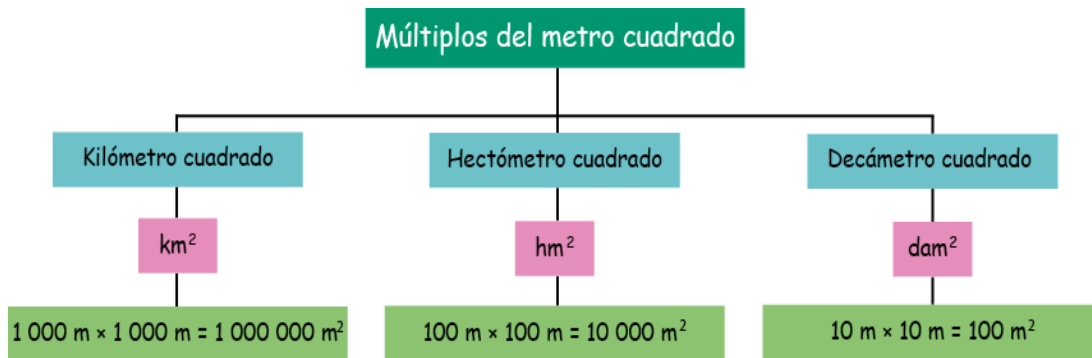 Múltiplos del metro cuadrado
Kilómetro cuadrado
Hectómetro cuadrado
Decámetro cuadrado
km²
hm²
dam²
1 000 m × 1 000 m = 1 000 000 m²
100 m × 100 m = 10 000 m²
10 m × 10 m = 100 m²